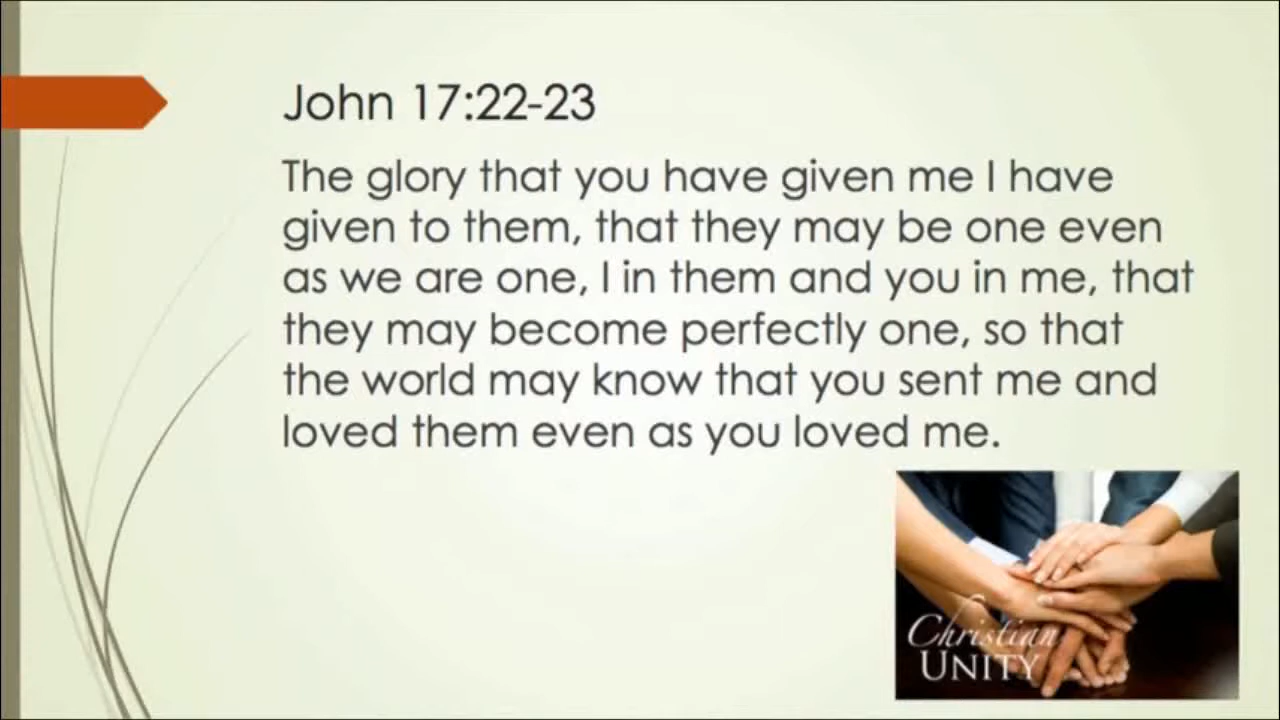 John 17:22-23
The glory that you have given me I have
given to them, that they may be one even
as we are one, I in them and you in me, that
they may become perfectly one, so that
the world may know that you sent me and
loved them even as you loved me.
Christian
UNITY